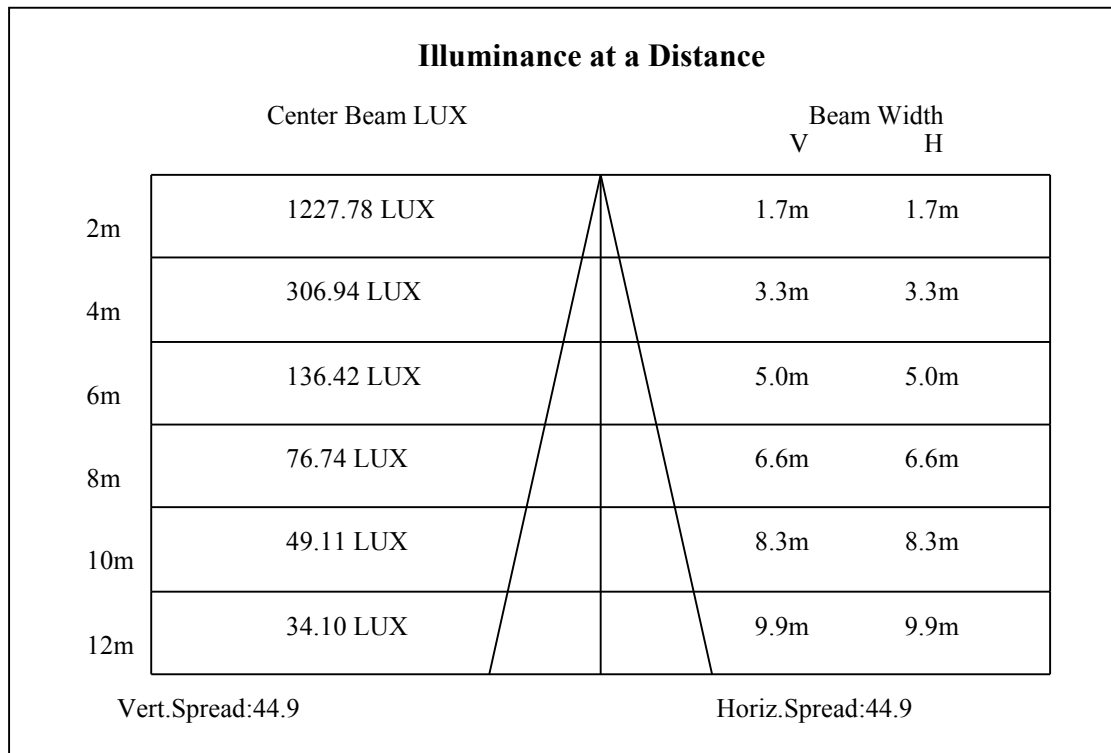 Illuminance at a Distance
Center Beam LUX Beam Width
V H
2m 1227.78 LUX 1.7m 1.7m
4m 306.94 LUX 3.3m 3.3m
6m 136.42 LUX 5.0m 5.0m
8m 76.74 LUX 6.6m 6.6m
10m 49.11 LUX 8.3m 8.3m
12m 34.10 LUX 9.9m 9.9m
Vert.Spread:44.9 Horiz.Spread:44.9